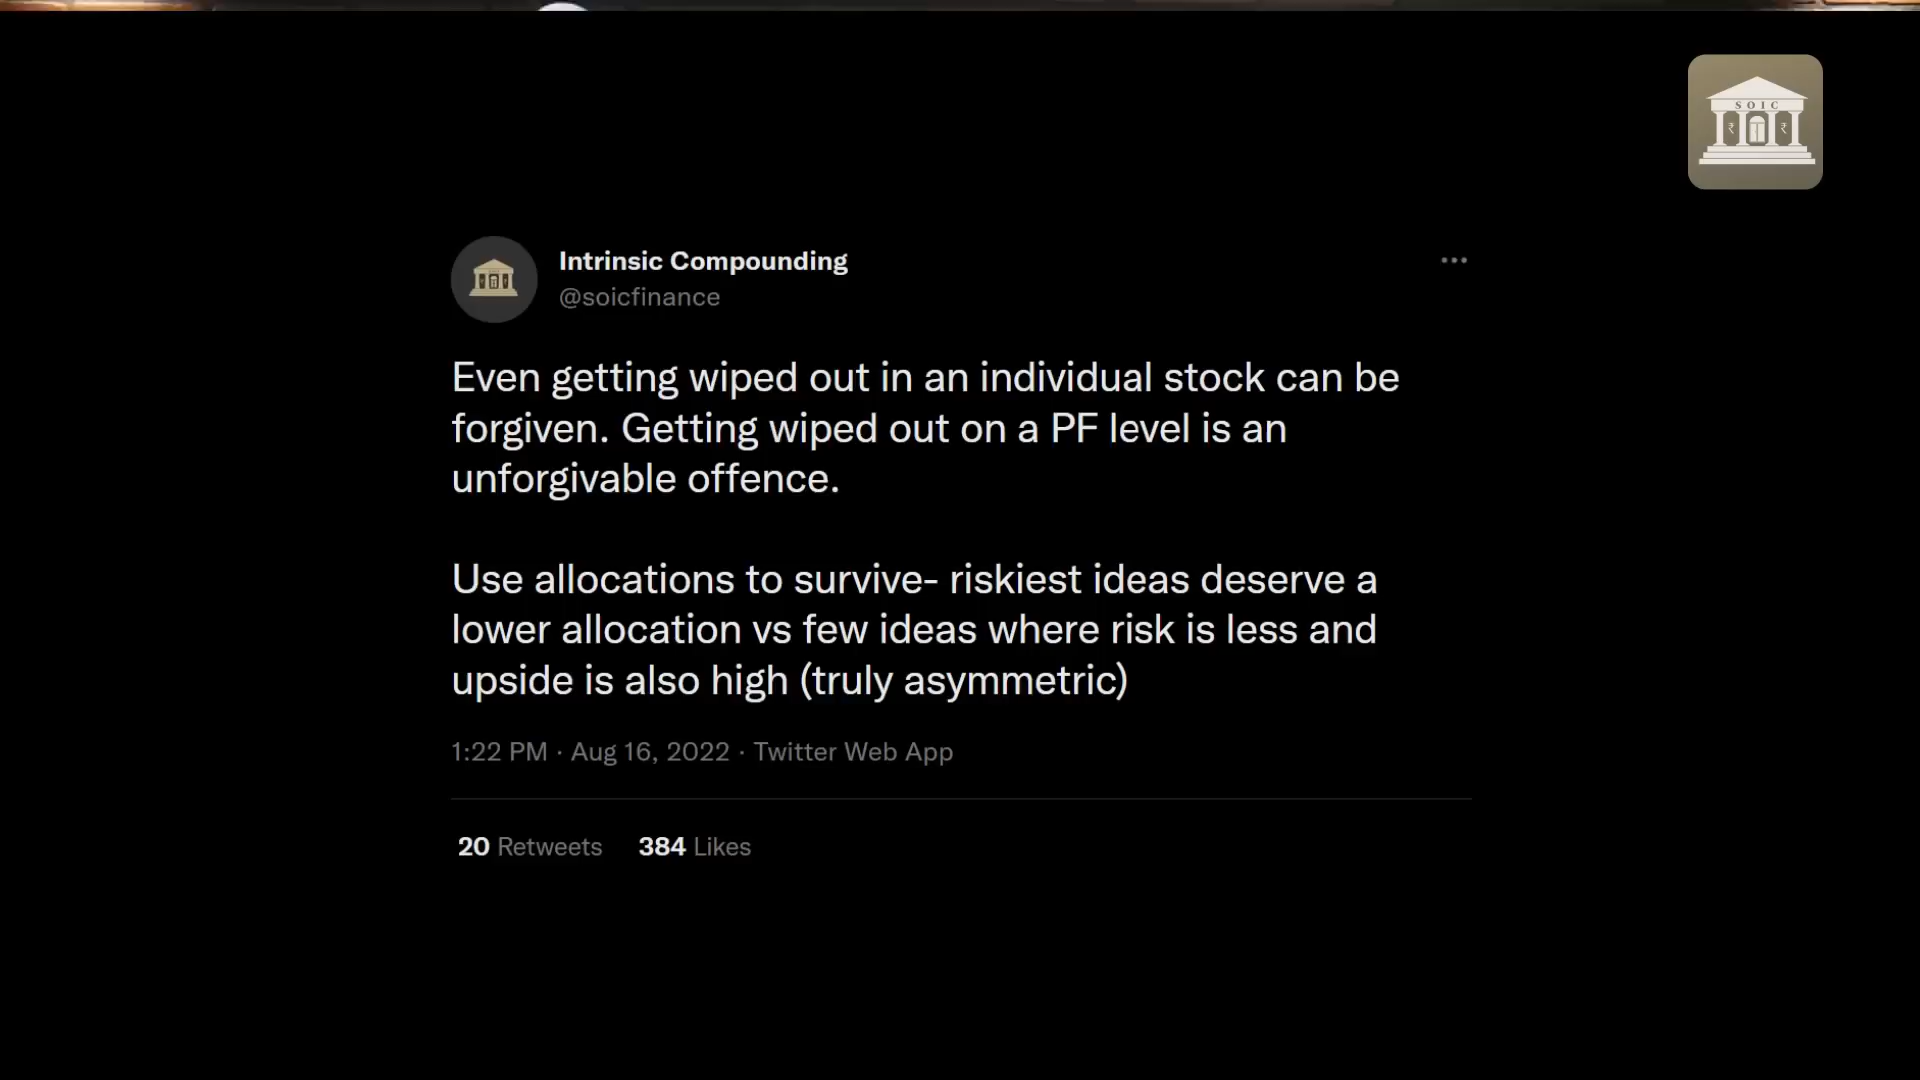 SOIC
₹ ₹
Intrinsic Compounding
@soicfinance
Even getting wiped out in an individual stock can be
forgiven. Getting wiped out on a PF level is an
unforgivable offence.
Use allocations to survive- riskiest ideas deserve a
lower allocation vs few ideas where risk is less and
upside is also high (truly asymmetric)
1:22 PM · Aug 16, 2022 · Twitter Web App
20 Retweets 384 Likes